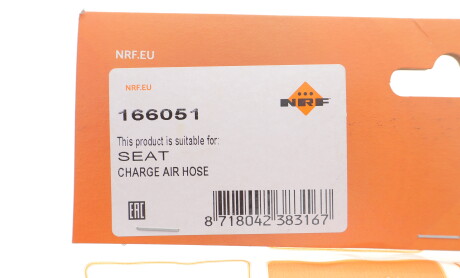 NRF.EU
NRF.EU
NRF
166051
This product is suitable for:
SEAT
CHARGE AIR HOSE
EAC
8 718042 383167